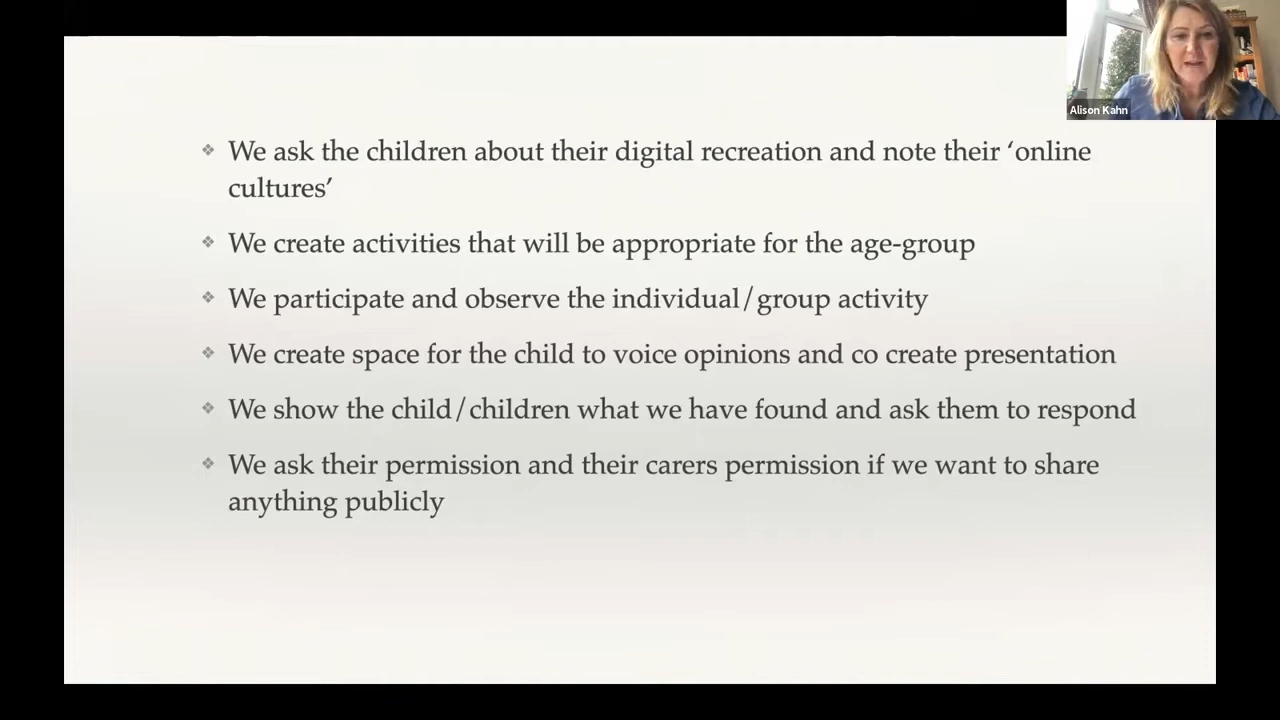 Alison Kahn
We ask the children about their digital recreation and note their ‘online
cultures’
We create activities that will be appropriate for the age-group
We participate and observe the individual/group activity
We create space for the child to voice opinions and co create presentation
We show the child/children what we have found and ask them to respond
We ask their permission and their carers permission if we want to share
anything publicly